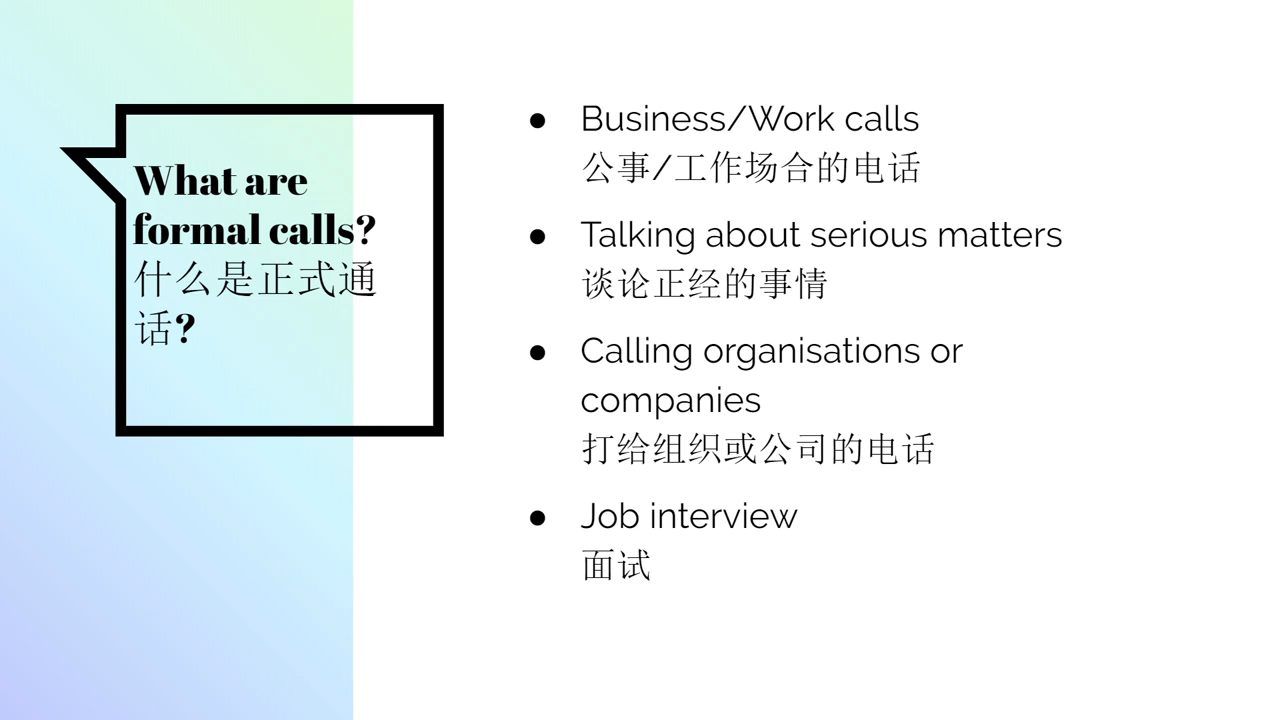 What are
formal calls?
什么是正式通
话?
● Business/Work calls
公事/工作场合的电话
● Talking about serious matters
谈论正经的事情
● Calling organisations or
companies
打给组织或公司的电话
● Job interview
面试